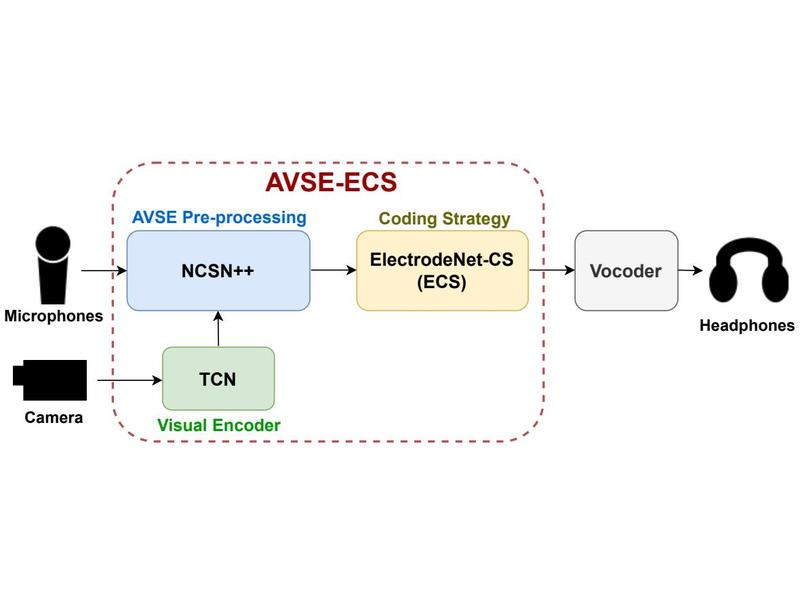 AVSE-ECS
AVSE Pre-processing
Coding Strategy
NCSN++
ElectrodeNet-CS
(ECS)
Vocoder
Microphones
Headphones
TCN
Camera
Visual Encoder